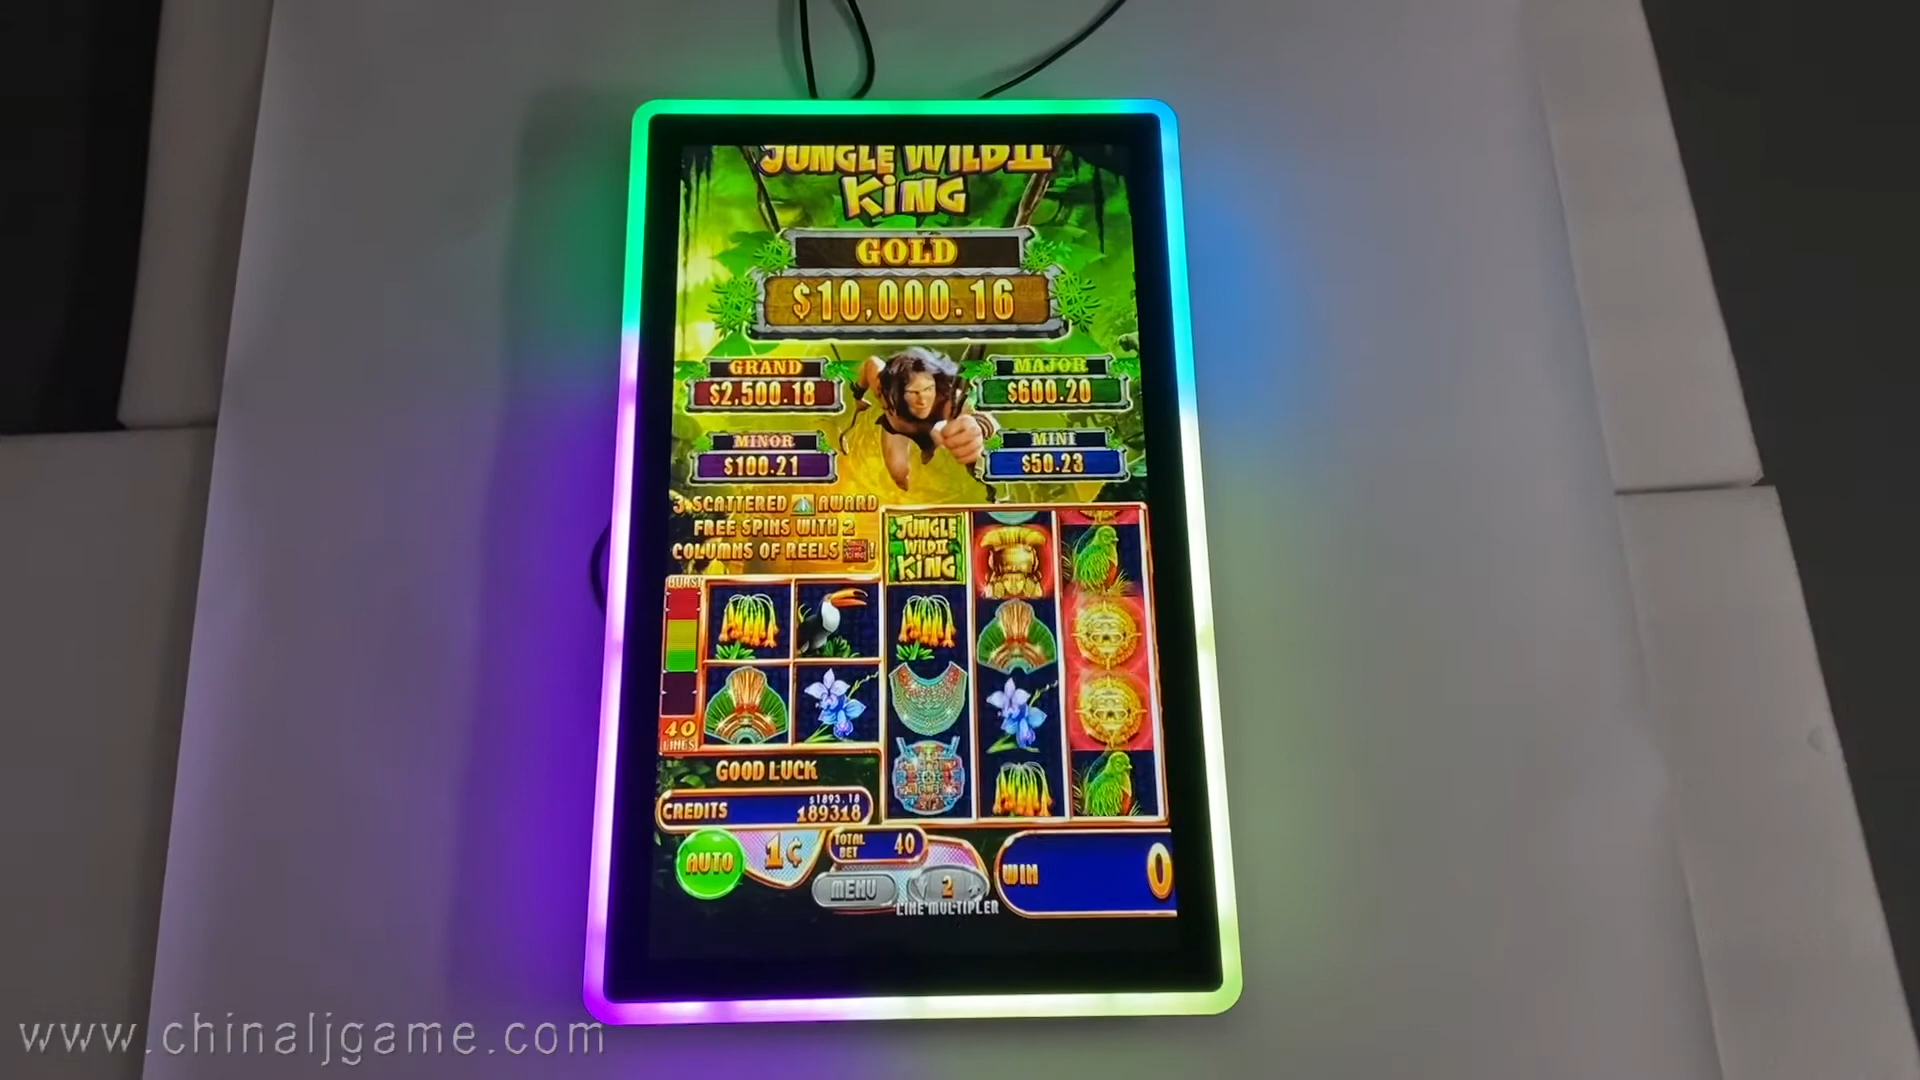 JUNGLE WILD II
KING
GOLD
$10,000.16
GRAND
$2,500.18
MAJOR
$600.20
MINOR
$100.21
MINI
$50.23
3 SCATTERED AWARD
FREE SPINS WITH 2
COLUMNS OF REELS !
JUNGLE
WILD II
KING
BURST
40
LINES
GOOD LUCK
CREDITS
$1893.18
189318
AUTO
1¢
TOTAL
BET
40
MENU
2
LINE MULTIPLER
WIN
0
www.chinaljgame.com